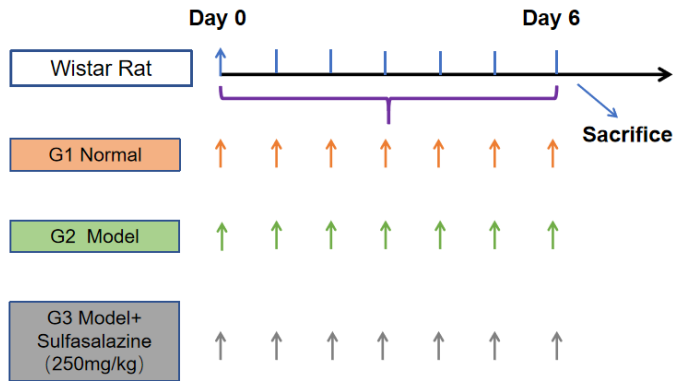 Day 0
Day 6
Wistar Rat
Sacrifice
G1 Normal
G2 Model
G3 Model+
Sulfasalazine
（250mg/kg）